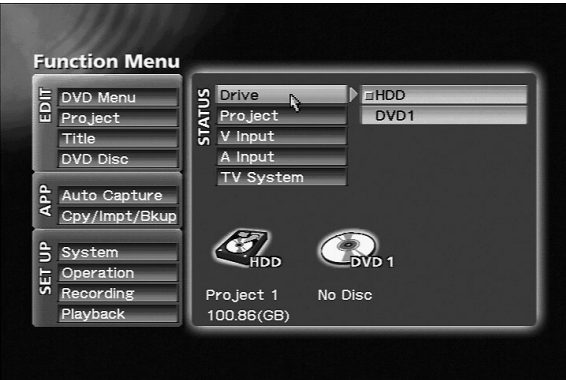 Function Menu
EDIT
DVD Menu
Project
Title
DVD Disc
APP
Auto Capture
Cpy/Impt/Bkup
SET UP
System
Operation
Recording
Playback
STATUS
Drive
Project
V Input
A Input
TV System
HDD
DVD1
HDD
DVD 1
Project 1
No Disc
100.86(GB)